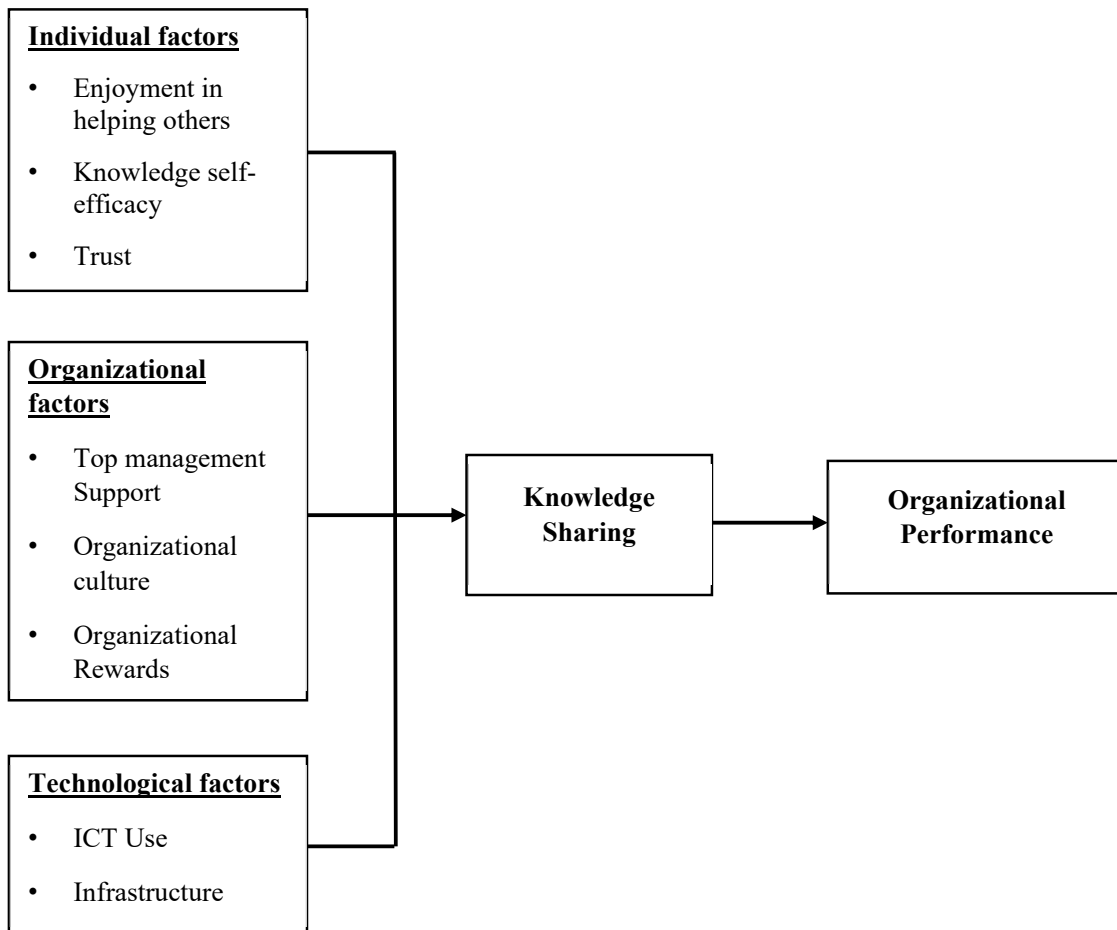 Individual factors
• Enjoyment in
helping others
• Knowledge self-
efficacy
• Trust
Organizational
factors
• Top management
Support
• Organizational
culture
• Organizational
Rewards
Technological factors
• ICT Use
• Infrastructure
Knowledge
Sharing
Organizational
Performance